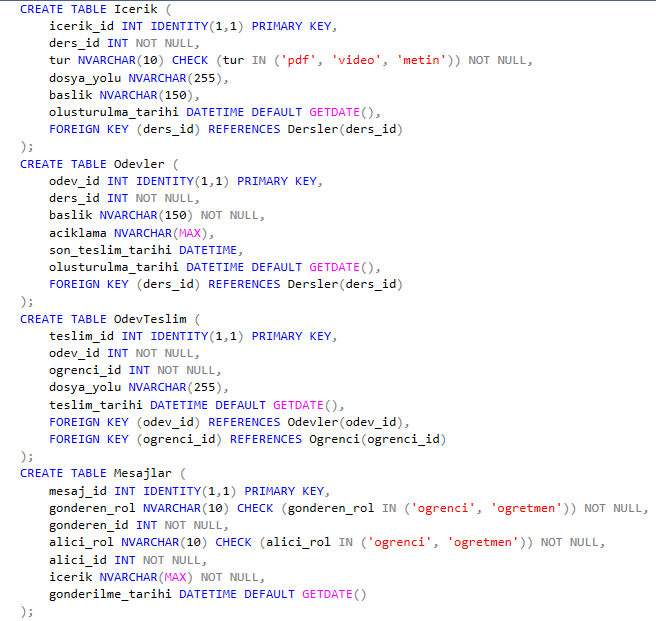 CREATE TABLE Icerik (
    icerik_id INT IDENTITY(1,1) PRIMARY KEY,
    ders_id INT NOT NULL,
    tur NVARCHAR(10) CHECK (tur IN ('pdf', 'video', 'metin')) NOT NULL,
    dosya_yolu NVARCHAR(255),
    baslik NVARCHAR(150),
    olusturulma_tarihi DATETIME DEFAULT GETDATE(),
    FOREIGN KEY (ders_id) REFERENCES Dersler(ders_id)
);
CREATE TABLE Odevler (
    odev_id INT IDENTITY(1,1) PRIMARY KEY,
    ders_id INT NOT NULL,
    baslik NVARCHAR(150) NOT NULL,
    aciklama NVARCHAR(MAX),
    son_teslim_tarihi DATETIME,
    olusturulma_tarihi DATETIME DEFAULT GETDATE(),
    FOREIGN KEY (ders_id) REFERENCES Dersler(ders_id)
);
CREATE TABLE OdevTeslim (
    teslim_id INT IDENTITY(1,1) PRIMARY KEY,
    odev_id INT NOT NULL,
    ogrenci_id INT NOT NULL,
    dosya_yolu NVARCHAR(255),
    teslim_tarihi DATETIME DEFAULT GETDATE(),
    FOREIGN KEY (odev_id) REFERENCES Odevler(odev_id),
    FOREIGN KEY (ogrenci_id) REFERENCES Ogrenci(ogrenci_id)
);
CREATE TABLE Mesajlar (
    mesaj_id INT IDENTITY(1,1) PRIMARY KEY,
    gonderen_rol NVARCHAR(10) CHECK (gonderen_rol IN ('ogrenci', 'ogretmen')) NOT NULL,
    gonderen_id INT NOT NULL,
    alici_rol NVARCHAR(10) CHECK (alici_rol IN ('ogrenci', 'ogretmen')) NOT NULL,
    alici_id INT NOT NULL,
    icerik NVARCHAR(MAX) NOT NULL,
    gonderilme_tarihi DATETIME DEFAULT GETDATE()
);